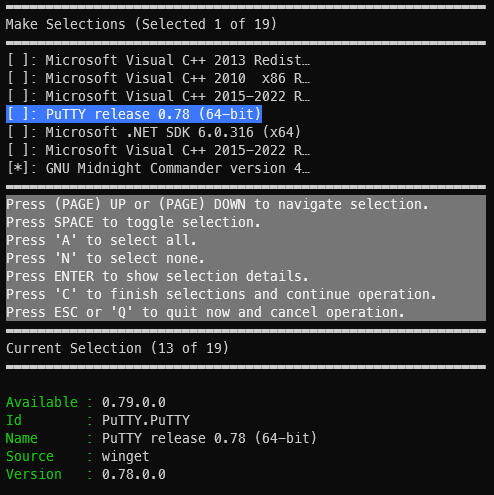 Make Selections (Selected 1 of 19)
[ ]: Microsoft Visual C++ 2013 Redist…
[ ]: Microsoft Visual C++ 2010  x86 R…
[ ]: Microsoft Visual C++ 2015-2022 R…
[ ]: PuTTY release 0.78 (64-bit)
[ ]: Microsoft .NET SDK 6.0.316 (x64)
[ ]: Microsoft Visual C++ 2015-2022 R…
[*]: GNU Midnight Commander version 4…
Press (PAGE) UP or (PAGE) DOWN to navigate selection.
Press SPACE to toggle selection.
Press 'A' to select all.
Press 'N' to select none.
Press ENTER to show selection details.
Press 'C' to finish selections and continue operation.
Press ESC or 'Q' to quit now and cancel operation.
Current Selection (13 of 19)
Available : 0.79.0.0
Id        : PuTTY.PuTTY
Name      : PuTTY release 0.78 (64-bit)
Source    : winget
Version   : 0.78.0.0